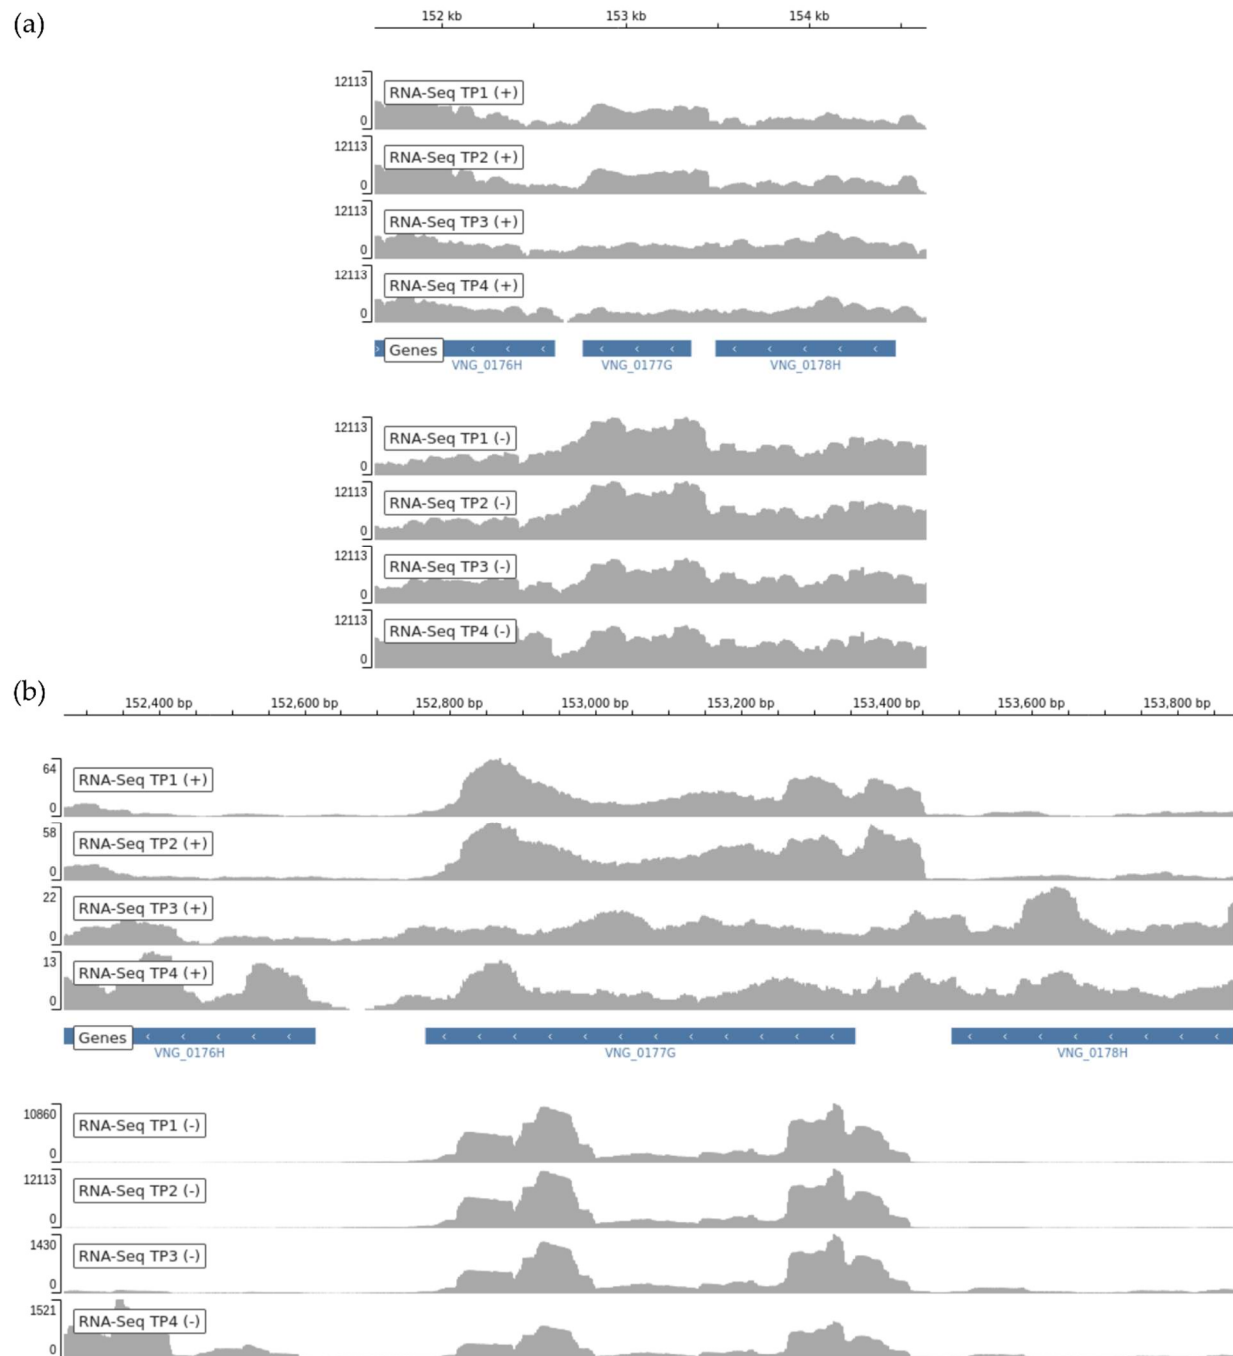 (a)
152 kb 153 kb 154 kb
12113
RNA-Seq TP1 (+)
0
12113
RNA-Seq TP2 (+)
0
12113
RNA-Seq TP3 (+)
0
12113
RNA-Seq TP4 (+)
0
Genes
VNG_0176H VNG_0177G VNG_0178H
12113
RNA-Seq TP1 (-)
0
12113
RNA-Seq TP2 (-)
0
12113
RNA-Seq TP3 (-)
0
12113
RNA-Seq TP4 (-)
0
(b)
152,400 bp 152,600 bp 152,800 bp 153,000 bp 153,200 bp 153,400 bp 153,600 bp 153,800 bp
64
RNA-Seq TP1 (+)
0
58
RNA-Seq TP2 (+)
0
22
RNA-Seq TP3 (+)
0
13
RNA-Seq TP4 (+)
0
Genes
VNG_0176H VNG_0177G VNG_0178H
10860
RNA-Seq TP1 (-)
0
12113
RNA-Seq TP2 (-)
0
1430
RNA-Seq TP3 (-)
0
1521
RNA-Seq TP4 (-)
0